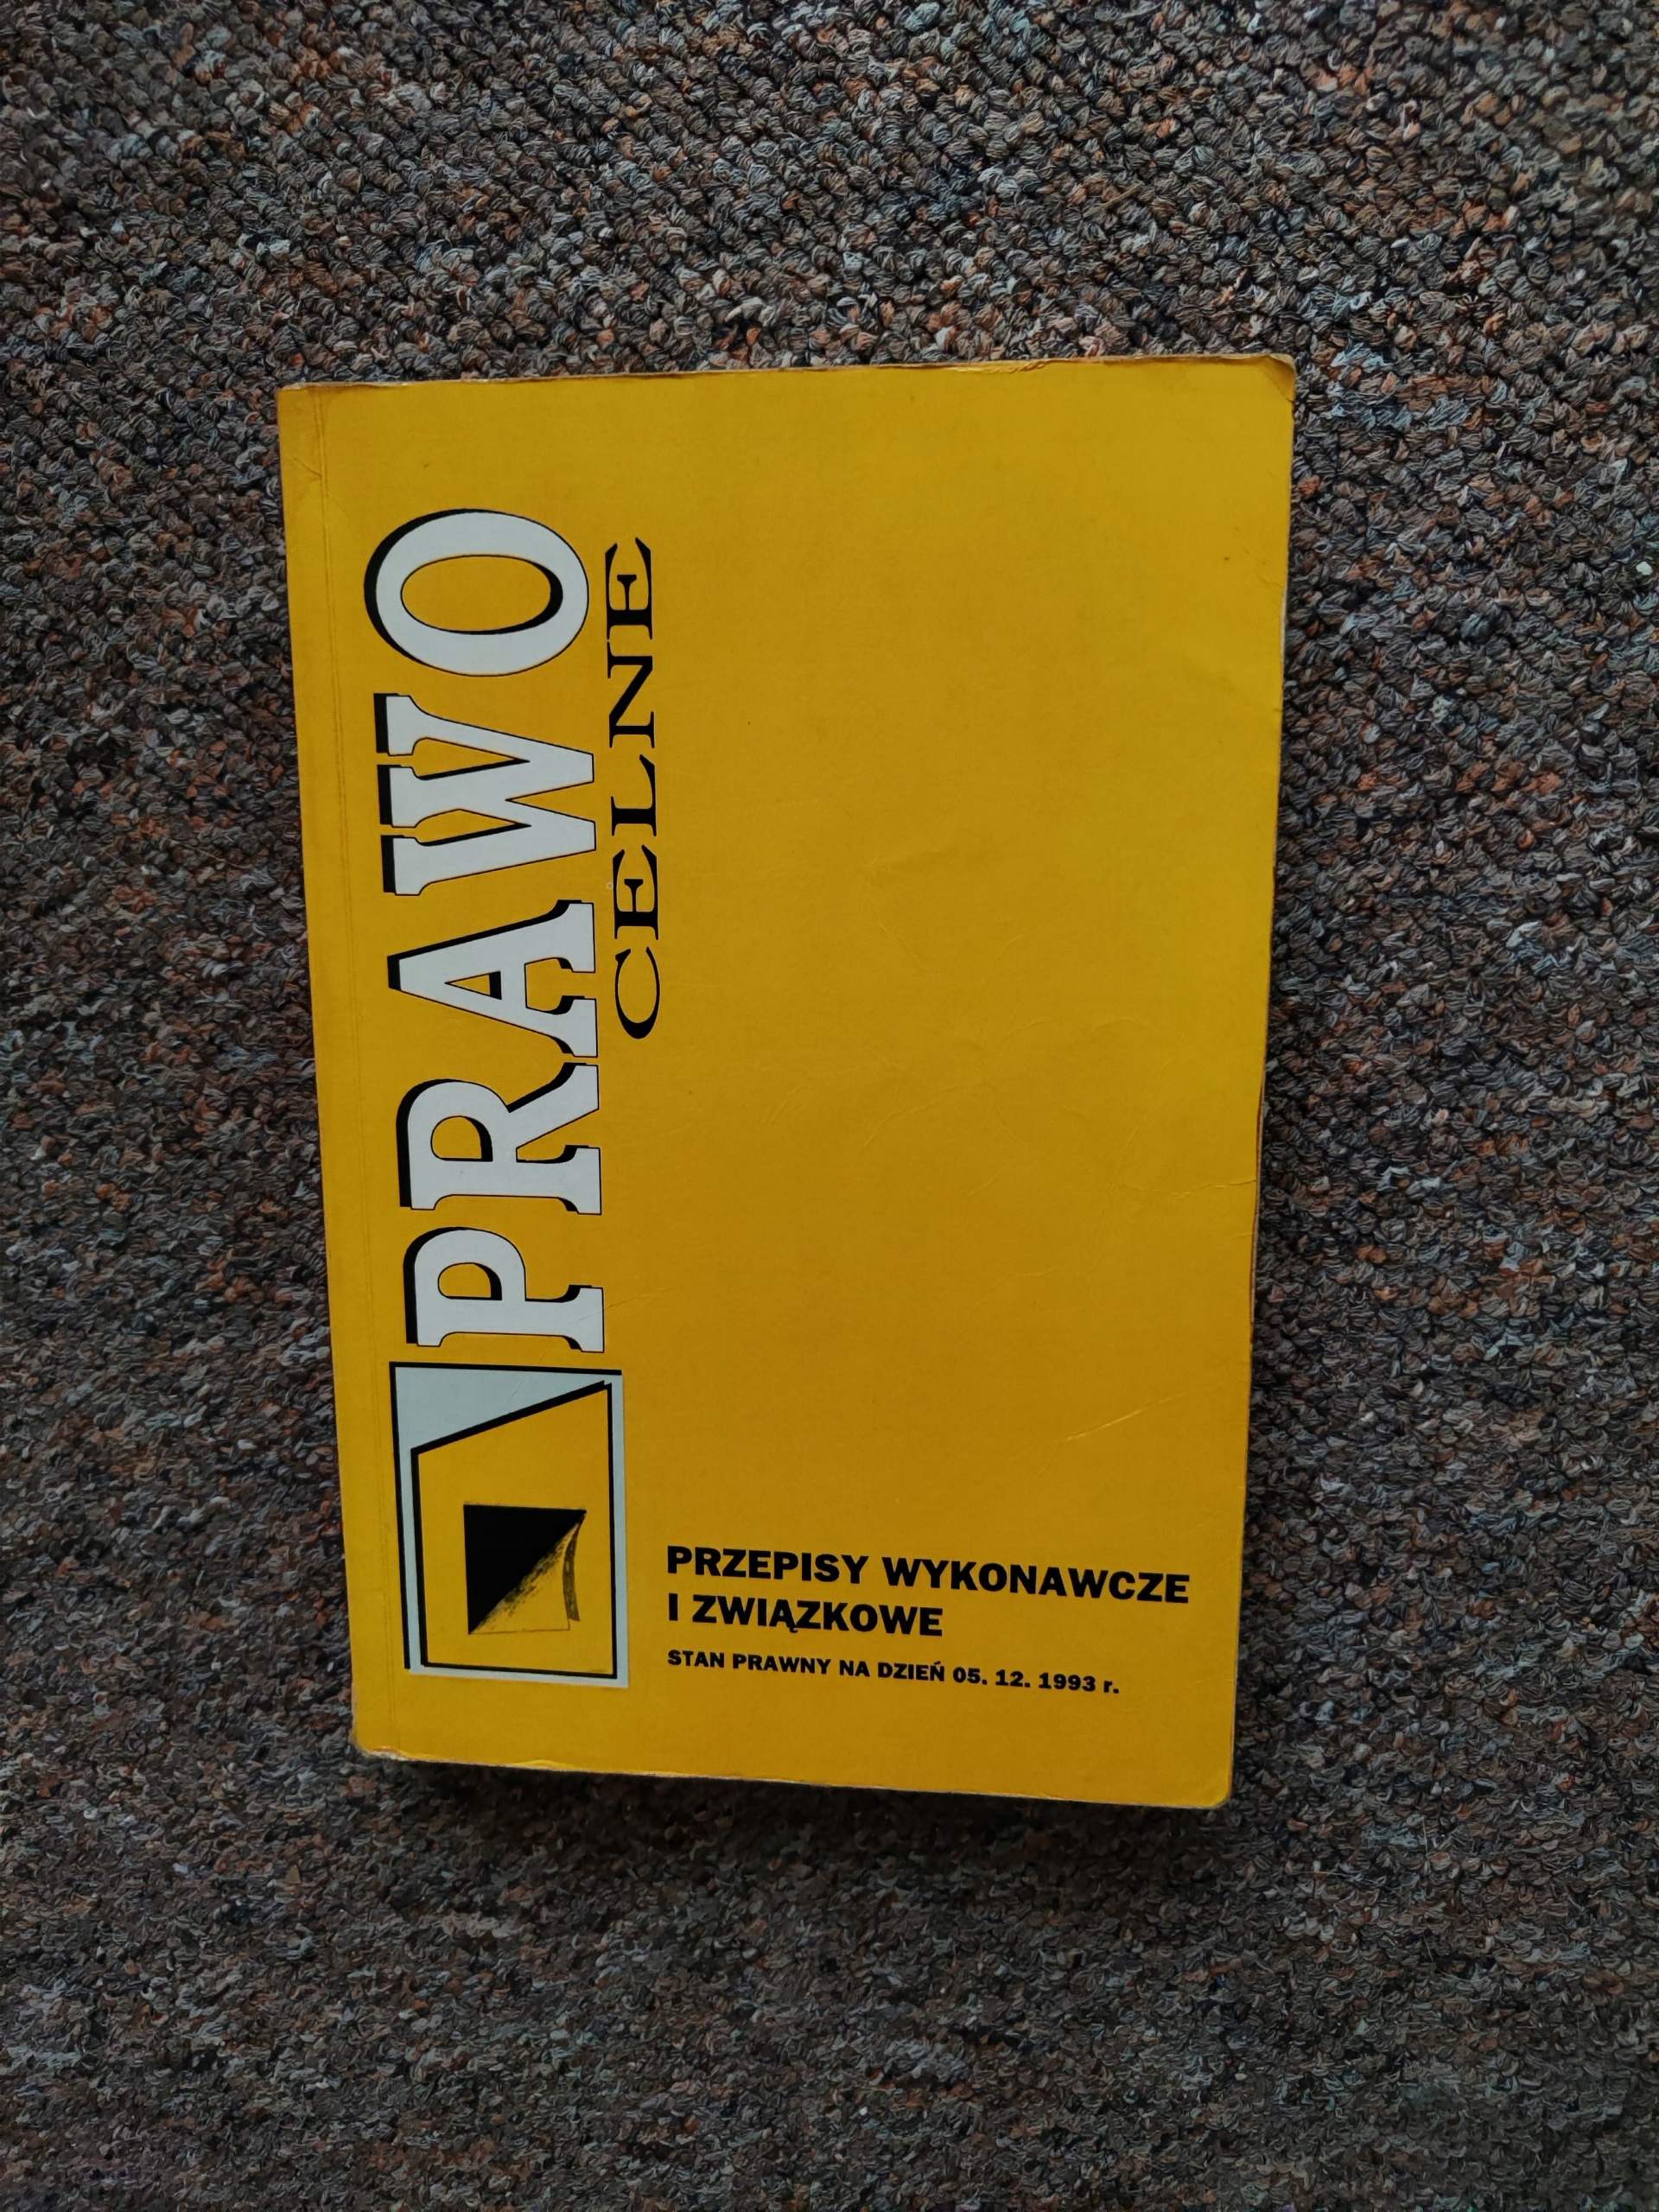 PRAWO
CELNE
PRZEPISY WYKONAWCZE
I ZWIĄZKOWE
STAN PRAWNY NA DZIEŃ 05. 12. 1993 r.